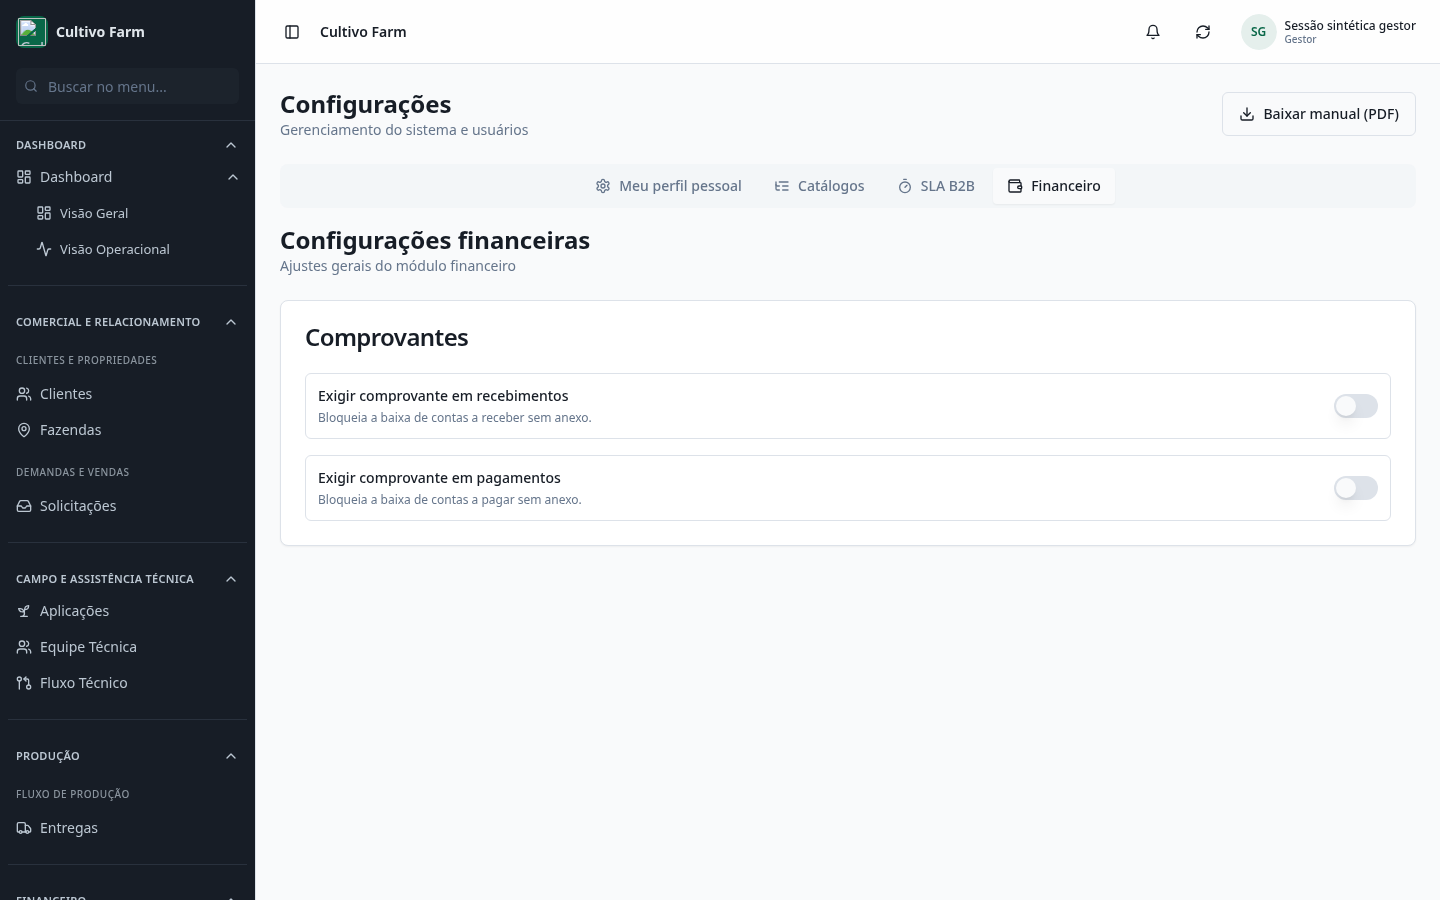 Cultivo Farm
Buscar no menu...
DASHBOARD
Dashboard
Visão Geral
Visão Operacional
COMERCIAL E RELACIONAMENTO
CLIENTES E PROPRIEDADES
Clientes
Fazendas
DEMANDAS E VENDAS
Solicitações
CAMPO E ASSISTÊNCIA TÉCNICA
Aplicações
Equipe Técnica
Fluxo Técnico
PRODUÇÃO
FLUXO DE PRODUÇÃO
Entregas
FINANCEIRO
Cultivo Farm
SG
Sessão sintética gestor
Gestor
Configurações
Gerenciamento do sistema e usuários
Baixar manual (PDF)
Meu perfil pessoal
Catálogos
SLA B2B
Financeiro
Configurações financeiras
Ajustes gerais do módulo financeiro
Comprovantes
Exigir comprovante em recebimentos
Bloqueia a baixa de contas a receber sem anexo.
Exigir comprovante em pagamentos
Bloqueia a baixa de contas a pagar sem anexo.